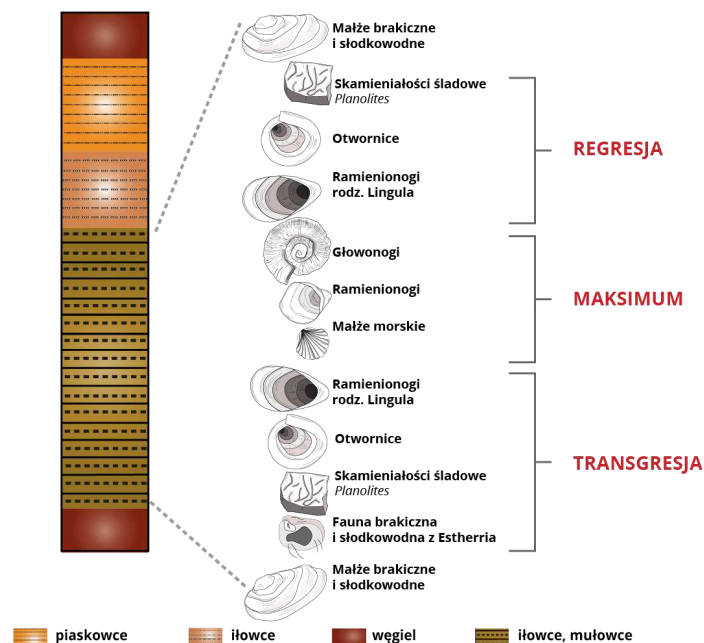 Małże brakiczne
i słodkowodne
Skamieniałości śladowe
Planolites
Otwornice
Ramienionogi
rodz. Lingula
REGRESJA
Głowonogi
Ramienionogi
Małże morskie
MAKSIMUM
Ramienionogi
rodz. Lingula
Otwornice
Skamieniałości śladowe
Planolites
Fauna brakiczna
i słodkowodna z Estherria
TRANSGRESJA
Małże brakiczne
i słodkowodne
piaskowce
iłowce
węgiel
iłowce, mułowce